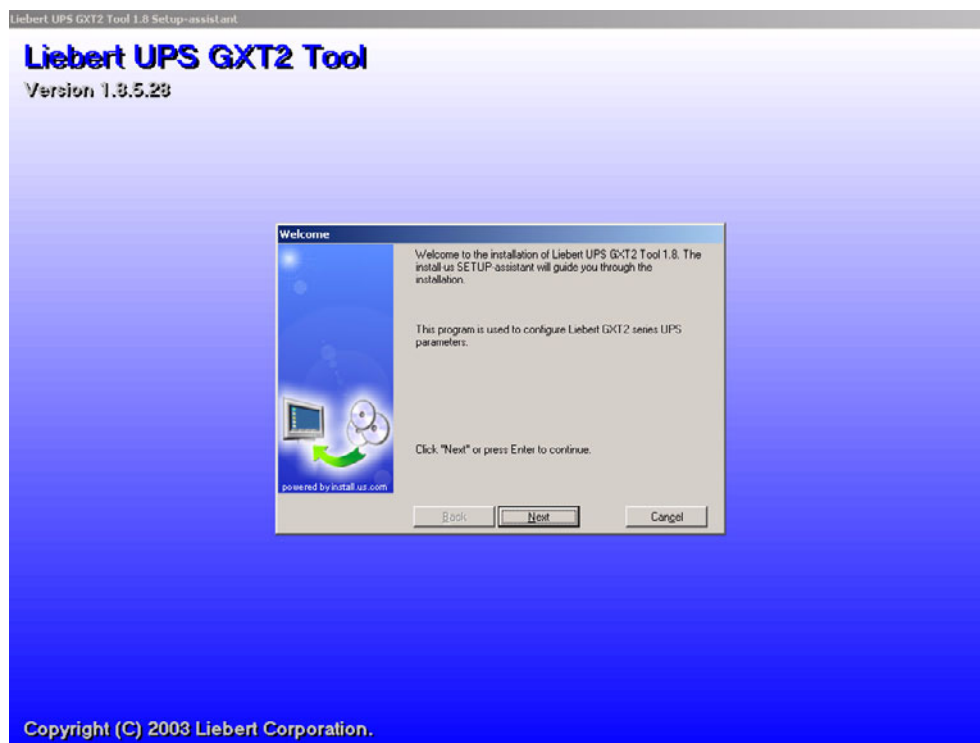 Liebert UPS GXT2 Tool 1.8 Setup-assistant
Liebert UPS GXT2 Tool
Version 1.8.5.28
Welcome
Welcome to the installation of Liebert UPS GXT2 Tool 1.8. The
install-us SETUP-assistant will guide you through the
installation.
This program is used to configure Liebert GXT2 series UPS
parameters.
Click "Next" or press Enter to continue.
powered by install.us.com
Back
Next
Cancel
Copyright (C) 2003 Liebert Corporation.